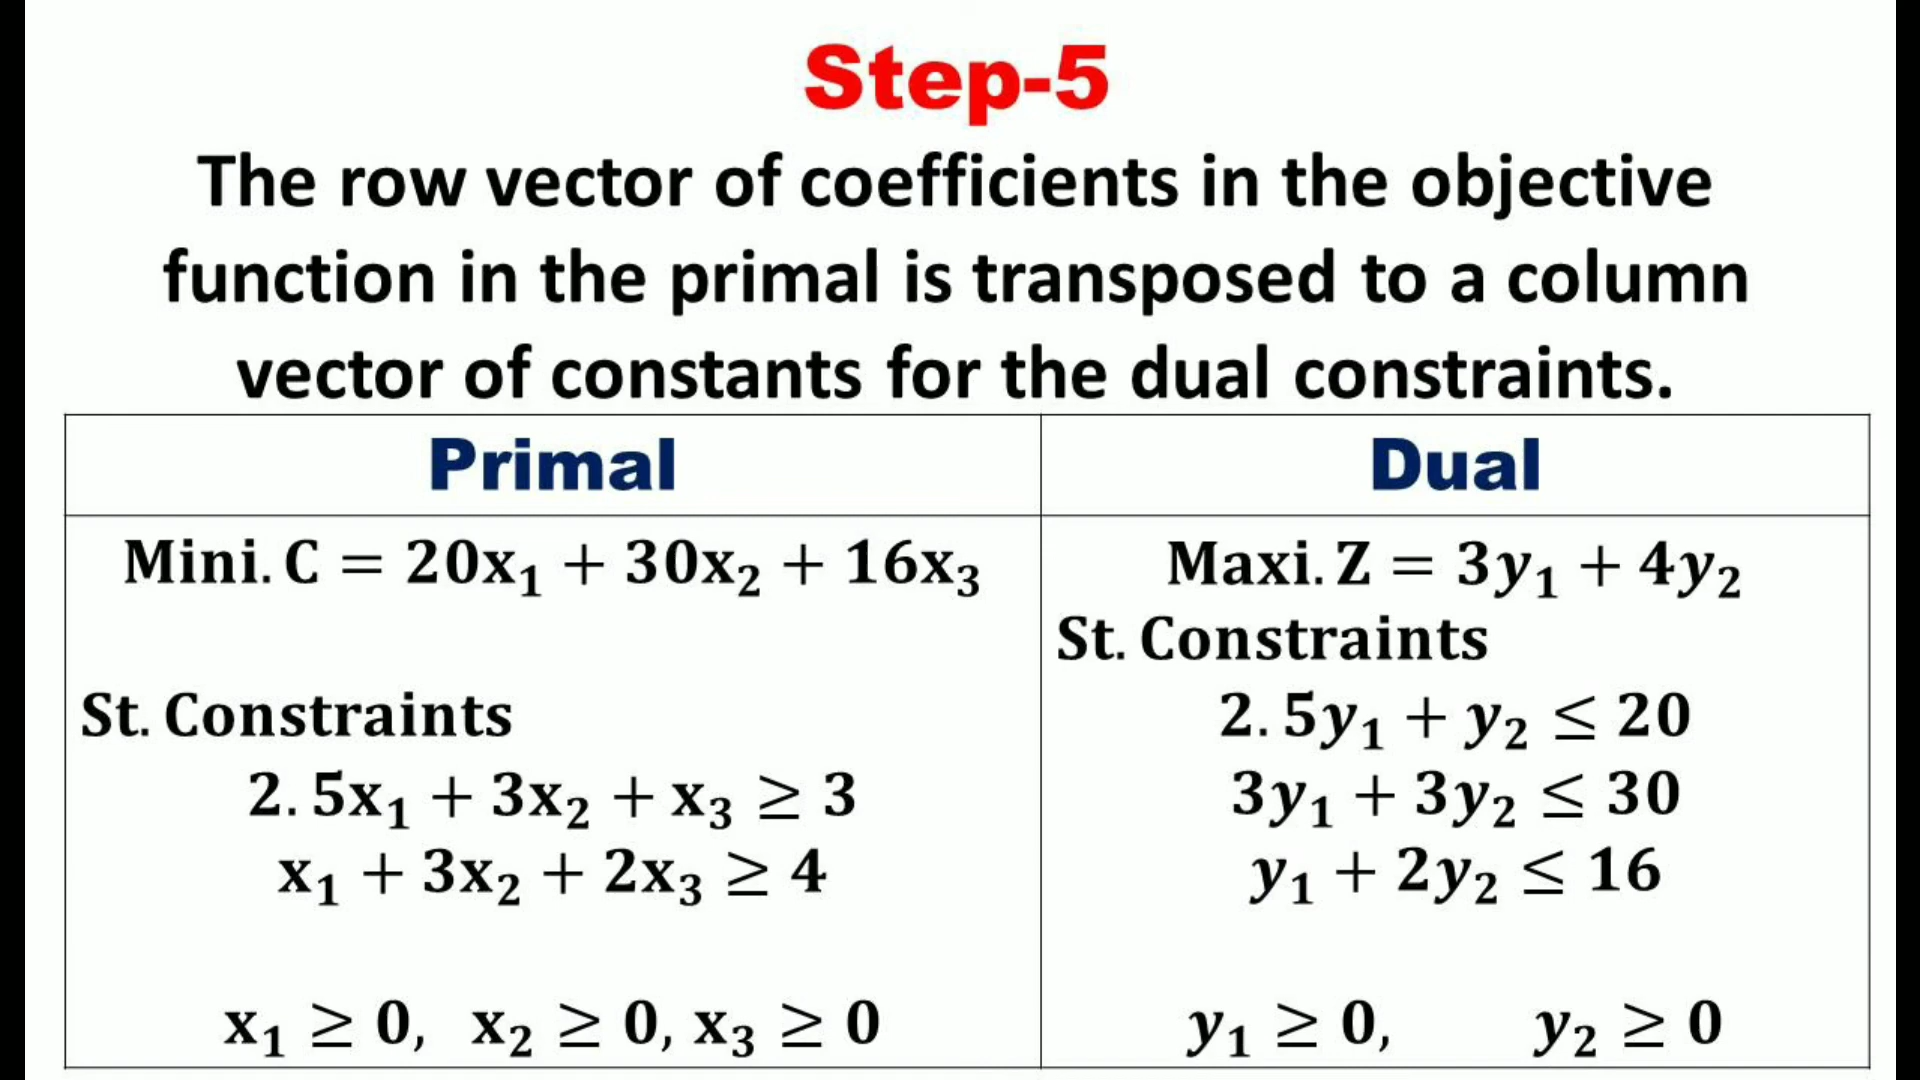 Step-5
The row vector of coefficients in the objective
function in the primal is transposed to a column
vector of constants for the dual constraints.
Primal
Mini. C = 20x₁ + 30x₂ + 16x₃
St. Constraints
2. 5x₁ + 3x₂ + x₃ ≥ 3
x₁ + 3x₂ + 2x₃ ≥ 4
x₁ ≥ 0, x₂ ≥ 0, x₃ ≥ 0
Dual
Maxi. Z = 3y₁ + 4y₂
St. Constraints
2. 5y₁ + y₂ ≤ 20
3y₁ + 3y₂ ≤ 30
y₁ + 2y₂ ≤ 16
y₁ ≥ 0, y₂ ≥ 0